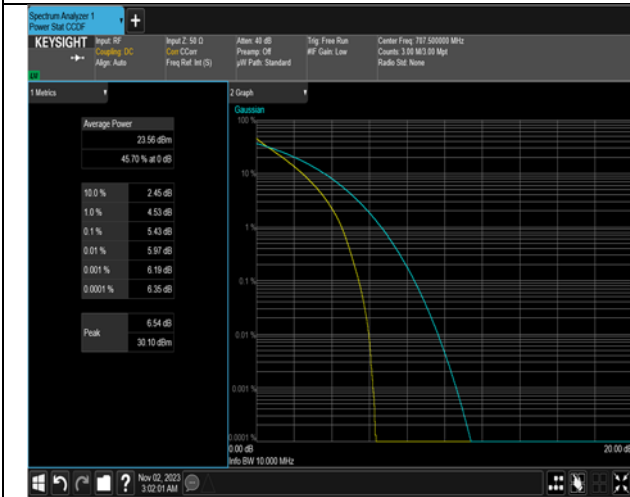 Spectrum Analyzer 1
Power Stat CCDF
KEYSIGHT
Input: RF
Coupling: DC
Align: Auto
Input Z: 50 Ω
Corr CCorr
Freq Ref: Int (S)
Atten: 40 dB
Preamp: Off
µW Path: Standard
Trig: Free Run
#IF Gain: Low
Center Freq: 707.500000 MHz
Counts: 3.00 M/3.00 Mpt
Radio Std: None
1 Metrics
Average Power
23.56 dBm
45.70 % at 0 dB
10.0 % 2.45 dB
1.0 % 4.53 dB
0.1 % 5.43 dB
0.01 % 5.97 dB
0.001 % 6.19 dB
0.0001 % 6.35 dB
Peak
6.54 dB
30.10 dBm
2 Graph
Gaussian
100 %
10 %
1 %
0.1 %
0.01 %
0.001 %
0.0001 %
0.00 dB
20.00 dB
Info BW 10.000 MHz
Nov 02, 2023
3:02:01 AM